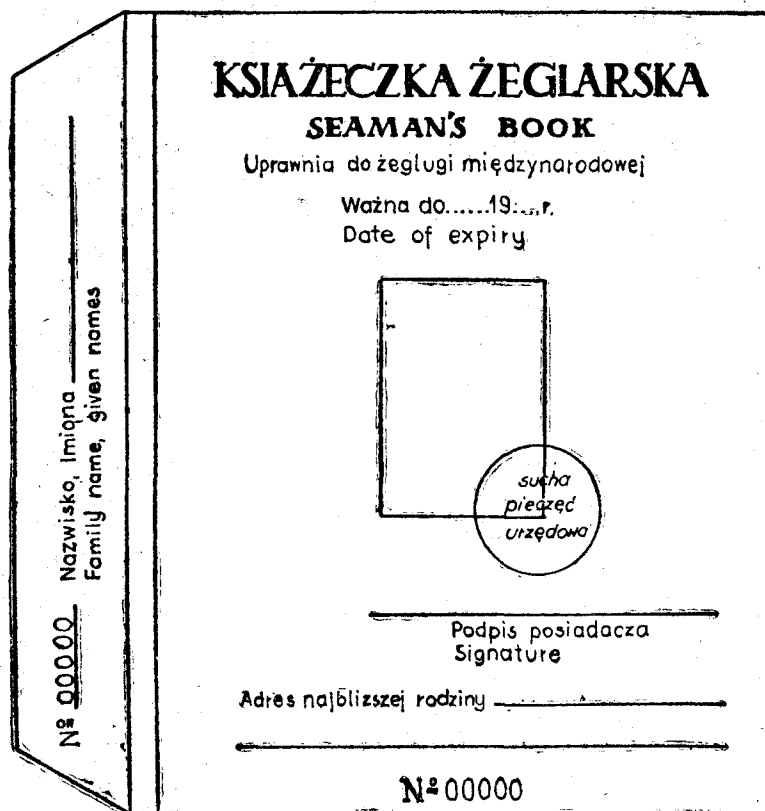 KSIAŻECZKA ŻEGLARSKA
SEAMAN'S BOOK
Uprawnia do żeglugi międzynarodowej
Ważna do......19....r.
Date of expiry
sucha
pieczęć
urzędowa
Podpis posiadacza
Signature
Adres najbliższej rodziny
Nº 00000
Nº 00000 Nazwisko, Imiona
Family name, given names